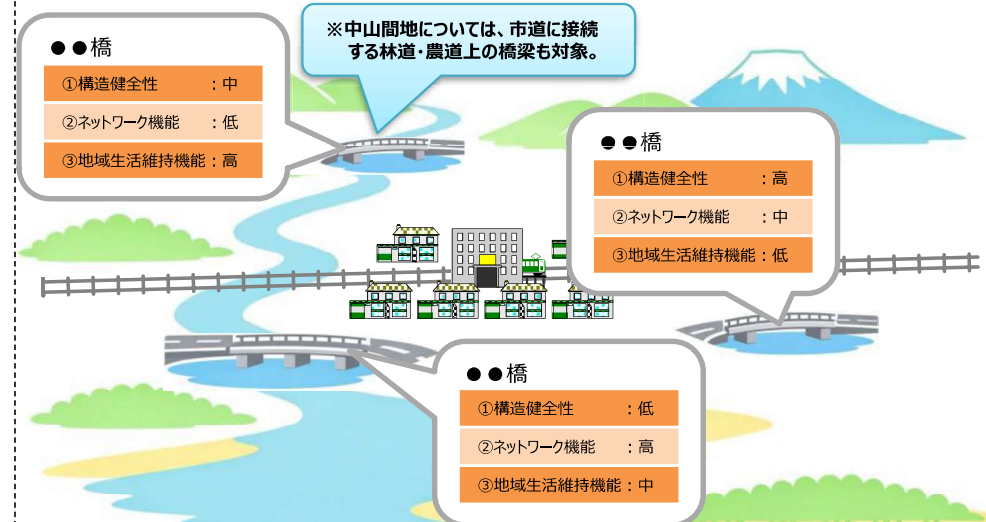 ※中山間地については、市道に接続
する林道・農道上の橋梁も対象。
●●橋
①構造健全性：中
②ネットワーク機能：低
③地域生活維持機能：高
●●橋
①構造健全性：高
②ネットワーク機能：中
③地域生活維持機能：低
●●橋
①構造健全性：低
②ネットワーク機能：高
③地域生活維持機能：中